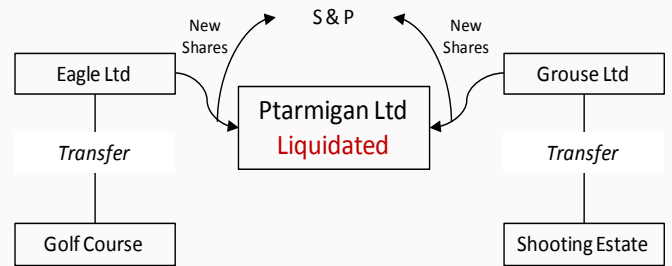 New
Shares
S & P
New
Shares
Eagle Ltd
Grouse Ltd
Ptarmigan Ltd
Liquidated
Transfer
Transfer
Golf Course
Shooting Estate